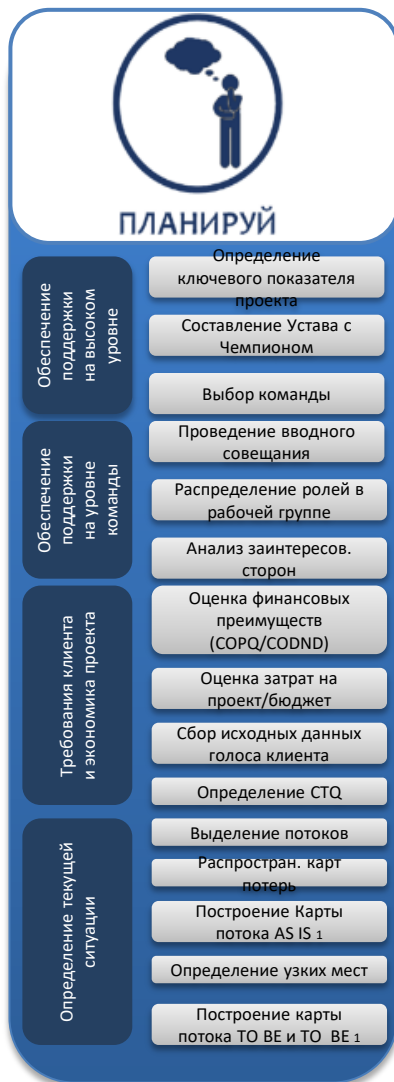 ПЛАНИРУЙ
Обеспечение
поддержки
на высоком
уровне
Определение
ключевого показателя
проекта
Составление Устава с
Чемпионом
Выбор команды
Обеспечение
поддержки
на уровне
команды
Проведение вводного
совещания
Распределение ролей в
рабочей группе
Анализ заинтересов.
сторон
Требования клиента
и экономика проекта
Оценка финансовых
преимуществ
(COPQ/CODND)
Оценка затрат на
проект/бюджет
Сбор исходных данных
голоса клиента
Определение CTQ
Определение текущей
ситуации
Выделение потоков
Распростран. карт
потерь
Построение Карты
потока AS IS 1
Определение узких мест
Построение карты
потока TO BE и TO BE 1